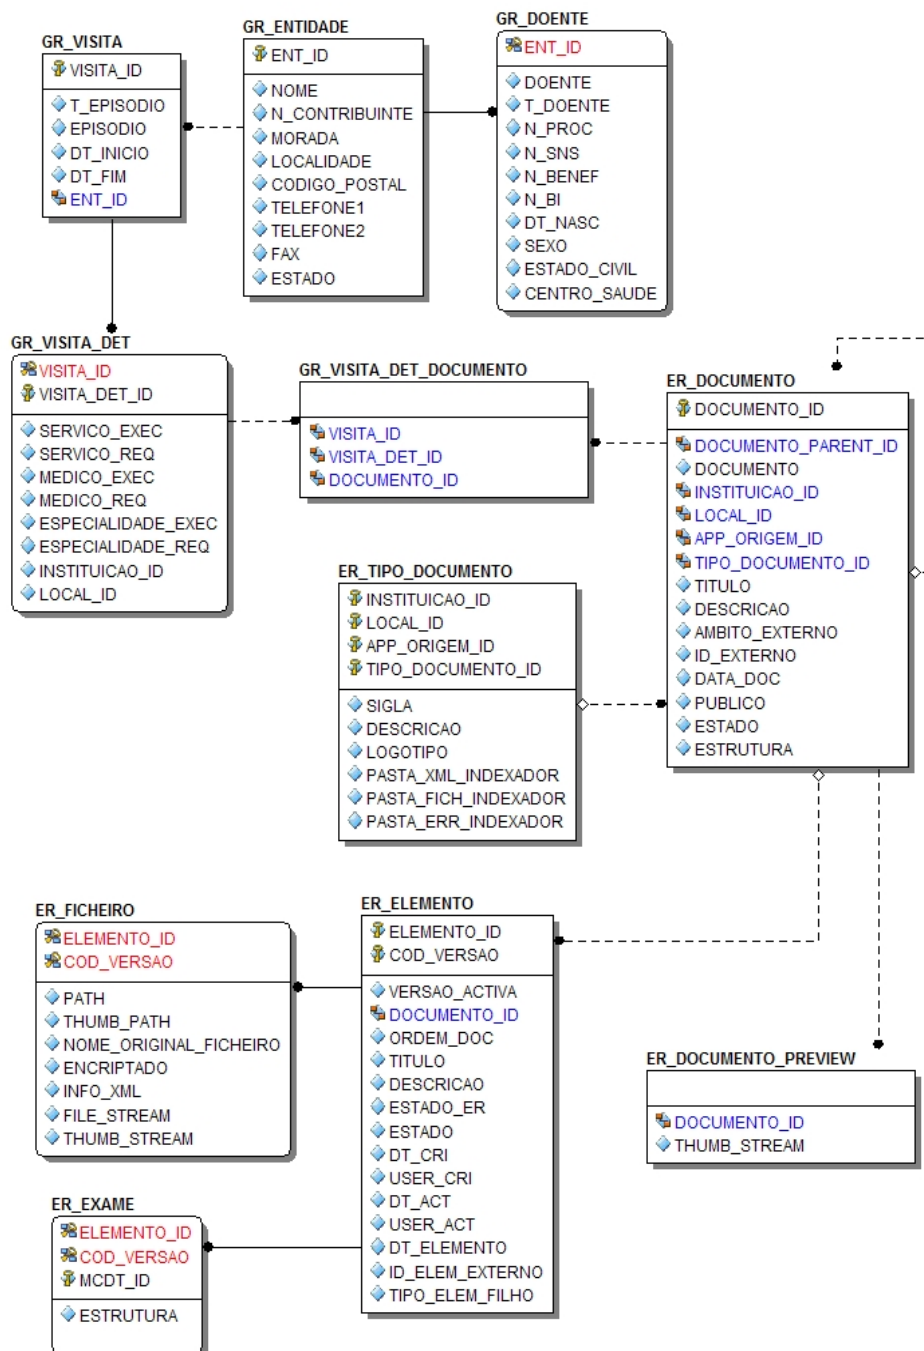 GR_VISITA
VISITA_ID
T_EPISODIO
EPISODIO
DT_INICIO
DT_FIM
ENT_ID
GR_ENTIDADE
ENT_ID
NOME
N_CONTRIBUINTE
MORADA
LOCALIDADE
CODIGO_POSTAL
TELEFONE1
TELEFONE2
FAX
ESTADO
GR_DOENTE
ENT_ID
DOENTE
T_DOENTE
N_PROC
N_SNS
N_BENEF
N_BI
DT_NASC
SEXO
ESTADO_CIVIL
CENTRO_SAUDE
GR_VISITA_DET
VISITA_ID
VISITA_DET_ID
SERVICO_EXEC
SERVICO_REQ
MEDICO_EXEC
MEDICO_REQ
ESPECIALIDADE_EXEC
ESPECIALIDADE_REQ
INSTITUICAO_ID
LOCAL_ID
GR_VISITA_DET_DOCUMENTO
VISITA_ID
VISITA_DET_ID
DOCUMENTO_ID
ER_DOCUMENTO
DOCUMENTO_ID
DOCUMENTO_PARENT_ID
DOCUMENTO
INSTITUICAO_ID
LOCAL_ID
APP_ORIGEM_ID
TIPO_DOCUMENTO_ID
TITULO
DESCRICAO
AMBITO_EXTERNO
ID_EXTERNO
DATA_DOC
PUBLICO
ESTADO
ESTRUTURA
ER_TIPO_DOCUMENTO
INSTITUICAO_ID
LOCAL_ID
APP_ORIGEM_ID
TIPO_DOCUMENTO_ID
SIGLA
DESCRICAO
LOGOTIPO
PASTA_XML_INDEXADOR
PASTA_FICH_INDEXADOR
PASTA_ERR_INDEXADOR
ER_FICHEIRO
ELEMENTO_ID
COD_VERSAO
PATH
THUMB_PATH
NOME_ORIGINAL_FICHEIRO
ENCRIPTADO
INFO_XML
FILE_STREAM
THUMB_STREAM
ER_ELEMENTO
ELEMENTO_ID
COD_VERSAO
VERSAO_ACTIVA
DOCUMENTO_ID
ORDEM_DOC
TITULO
DESCRICAO
ESTADO_ER
ESTADO
DT_CRI
USER_CRI
DT_ACT
USER_ACT
DT_ELEMENTO
ID_ELEM_EXTERNO
TIPO_ELEM_FILHO
ER_DOCUMENTO_PREVIEW
DOCUMENTO_ID
THUMB_STREAM
ER_EXAME
ELEMENTO_ID
COD_VERSAO
MCDT_ID
ESTRUTURA